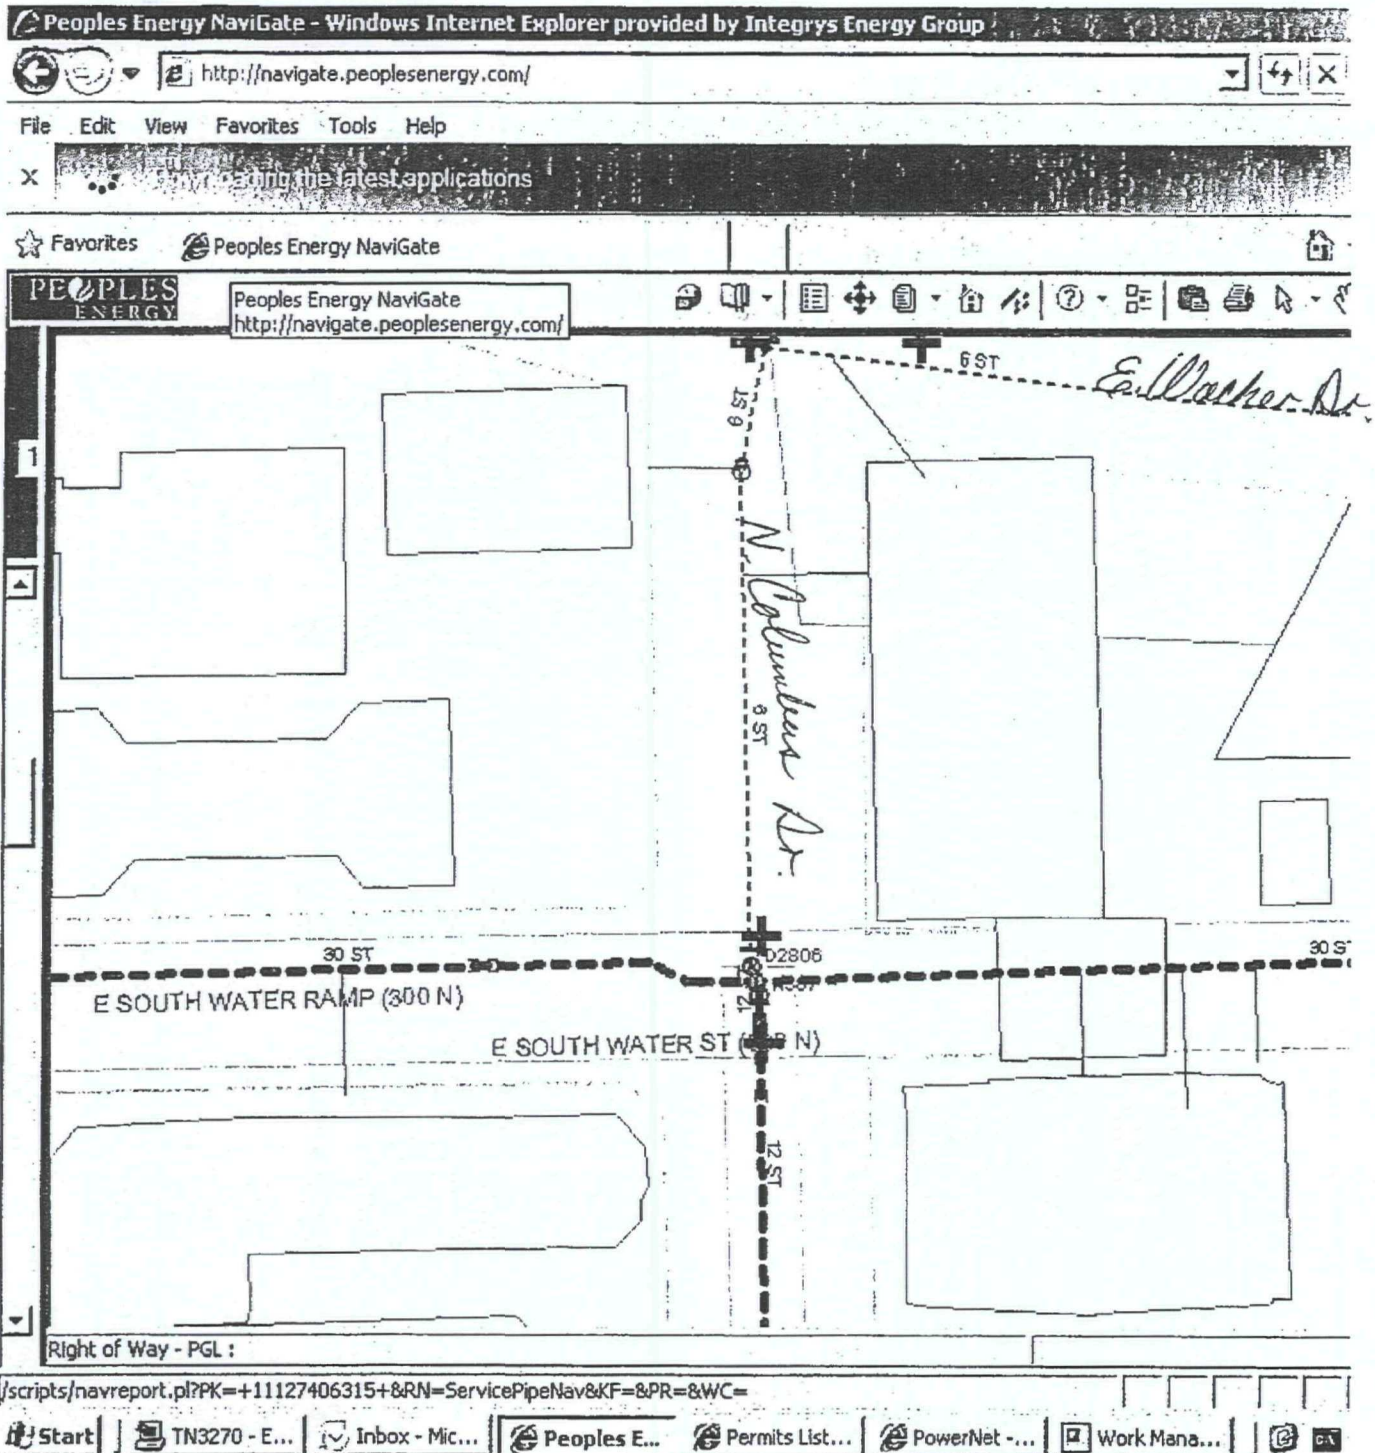 Peoples Energy NaviGate - Windows Internet Explorer provided by Integrys Energy Group
http://navigate.peoplesenergy.com/
File Edit View Favorites Tools Help
the latest applications
Favorites Peoples Energy NaviGate
PEOPLES
ENERGY
Peoples Energy NaviGate
http://navigate.peoplesenergy.com/
6 ST
E. Wacker Dr.
6 ST
1
N. Columbus Dr.
8 ST
30 ST
D2806
30 ST
12
E SOUTH WATER RAMP (300 N)
E SOUTH WATER ST ( N)
12 ST
Right of Way - PGL :
/scripts/navreport.pl?PK=+11127406315+&RN=ServicePipeNav&KF=&PR=&WC=
Start TN3270 - E... Inbox - Mic... Peoples E... Permits List... PowerNet -... Work Mana...